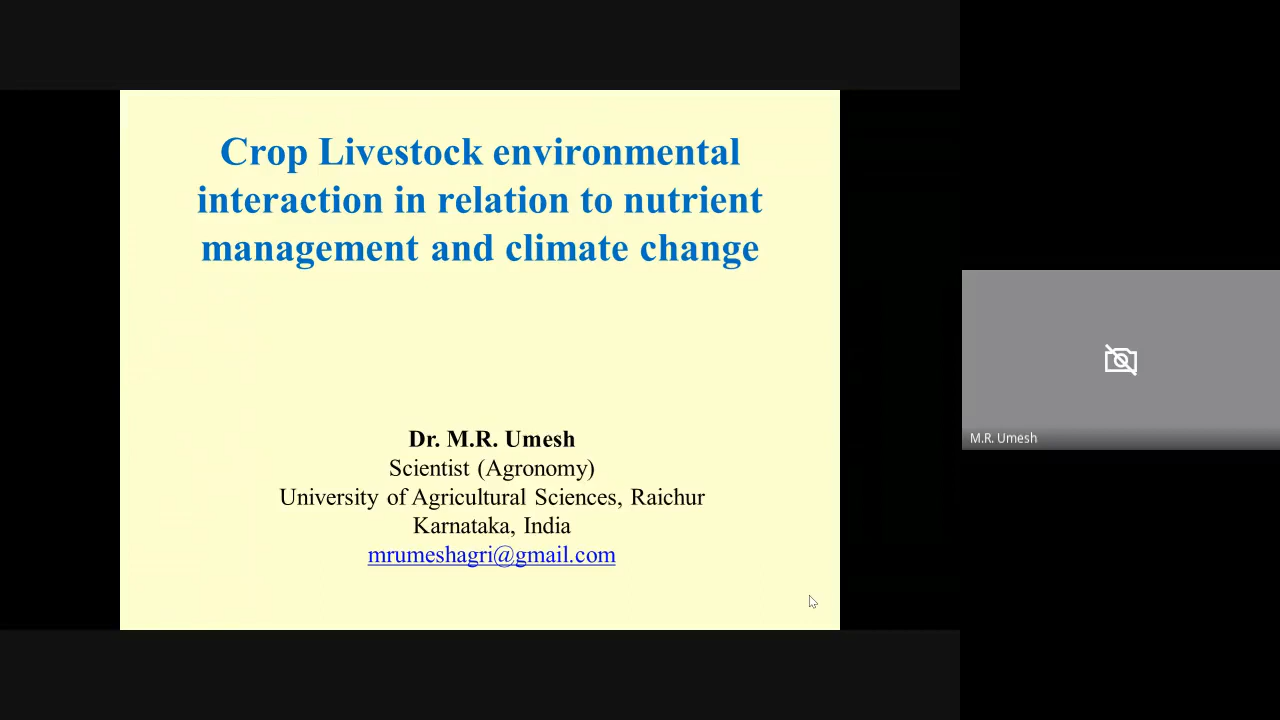 Crop Livestock environmental
interaction in relation to nutrient
management and climate change
Dr. M.R. Umesh
Scientist (Agronomy)
University of Agricultural Sciences, Raichur
Karnataka, India
mrumeshagri@gmail.com
M.R. Umesh